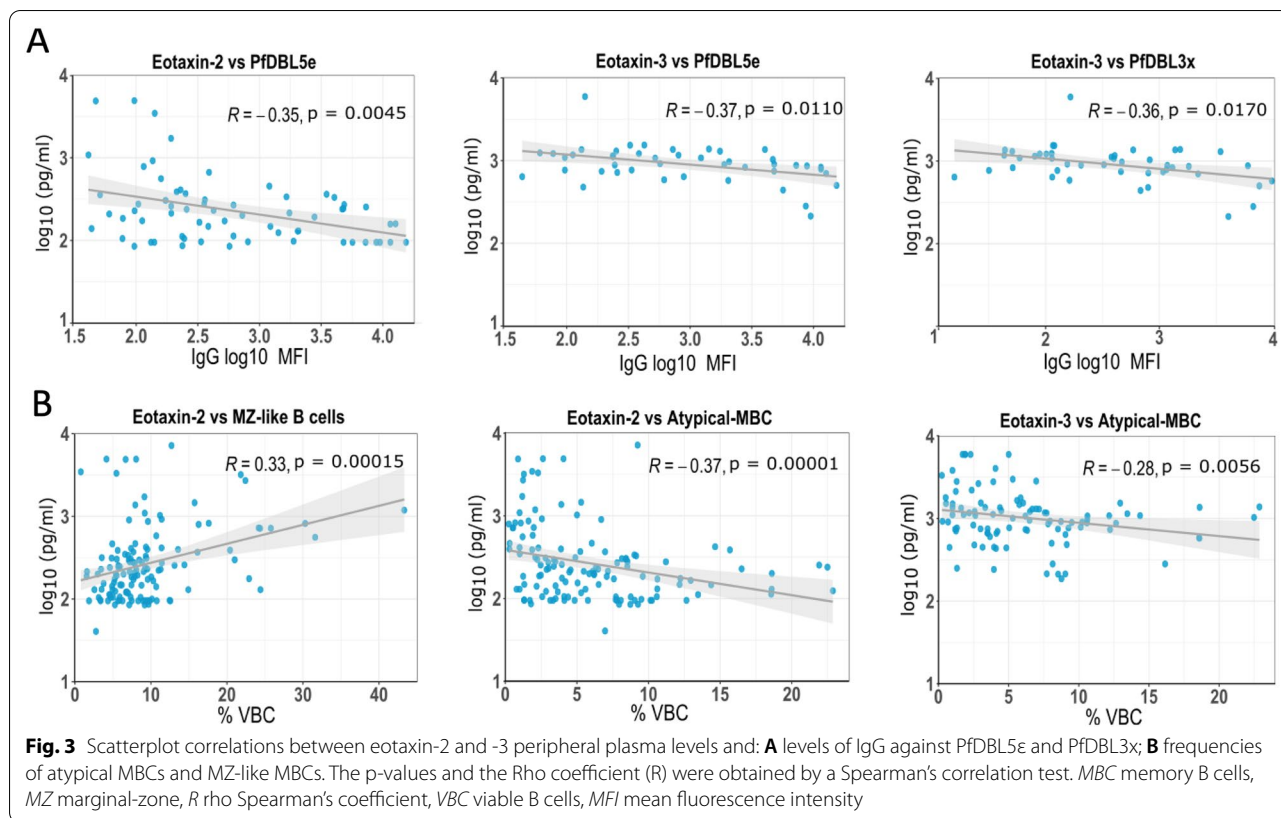 A
Eotaxin-2 vs PfDBL5e
4
3
2
1
log10 (pg/ml)
R = −0.35, p = 0.0045
1.5 2.0 2.5 3.0 3.5 4.0
IgG log10 MFI
Eotaxin-3 vs PfDBL5e
4
3
2
1
log10 (pg/ml)
R = −0.37, p = 0.0110
1.5 2.0 2.5 3.0 3.5 4.0
IgG log10 MFI
Eotaxin-3 vs PfDBL3x
4
3
2
1
log10 (pg/ml)
R = −0.36, p = 0.0170
1 2 3 4
IgG log10 MFI
B
Eotaxin-2 vs MZ-like B cells
4
3
2
1
log10 (pg/ml)
R = 0.33, p = 0.00015
0 10 20 30 40
% VBC
Eotaxin-2 vs Atypical-MBC
4
3
2
1
log10 (pg/ml)
R = −0.37, p = 0.00001
0 5 10 15 20
% VBC
Eotaxin-3 vs Atypical-MBC
4
3
2
1
log10 (pg/ml)
R = −0.28, p = 0.0056
0 5 10 15 20
% VBC
Fig. 3 Scatterplot correlations between eotaxin-2 and -3 peripheral plasma levels and: A levels of IgG against PfDBL5ε and PfDBL3x; B frequencies
of atypical MBCs and MZ-like MBCs. The p-values and the Rho coefficient (R) were obtained by a Spearman's correlation test. MBC memory B cells,
MZ marginal-zone, R rho Spearman's coefficient, VBC viable B cells, MFI mean fluorescence intensity